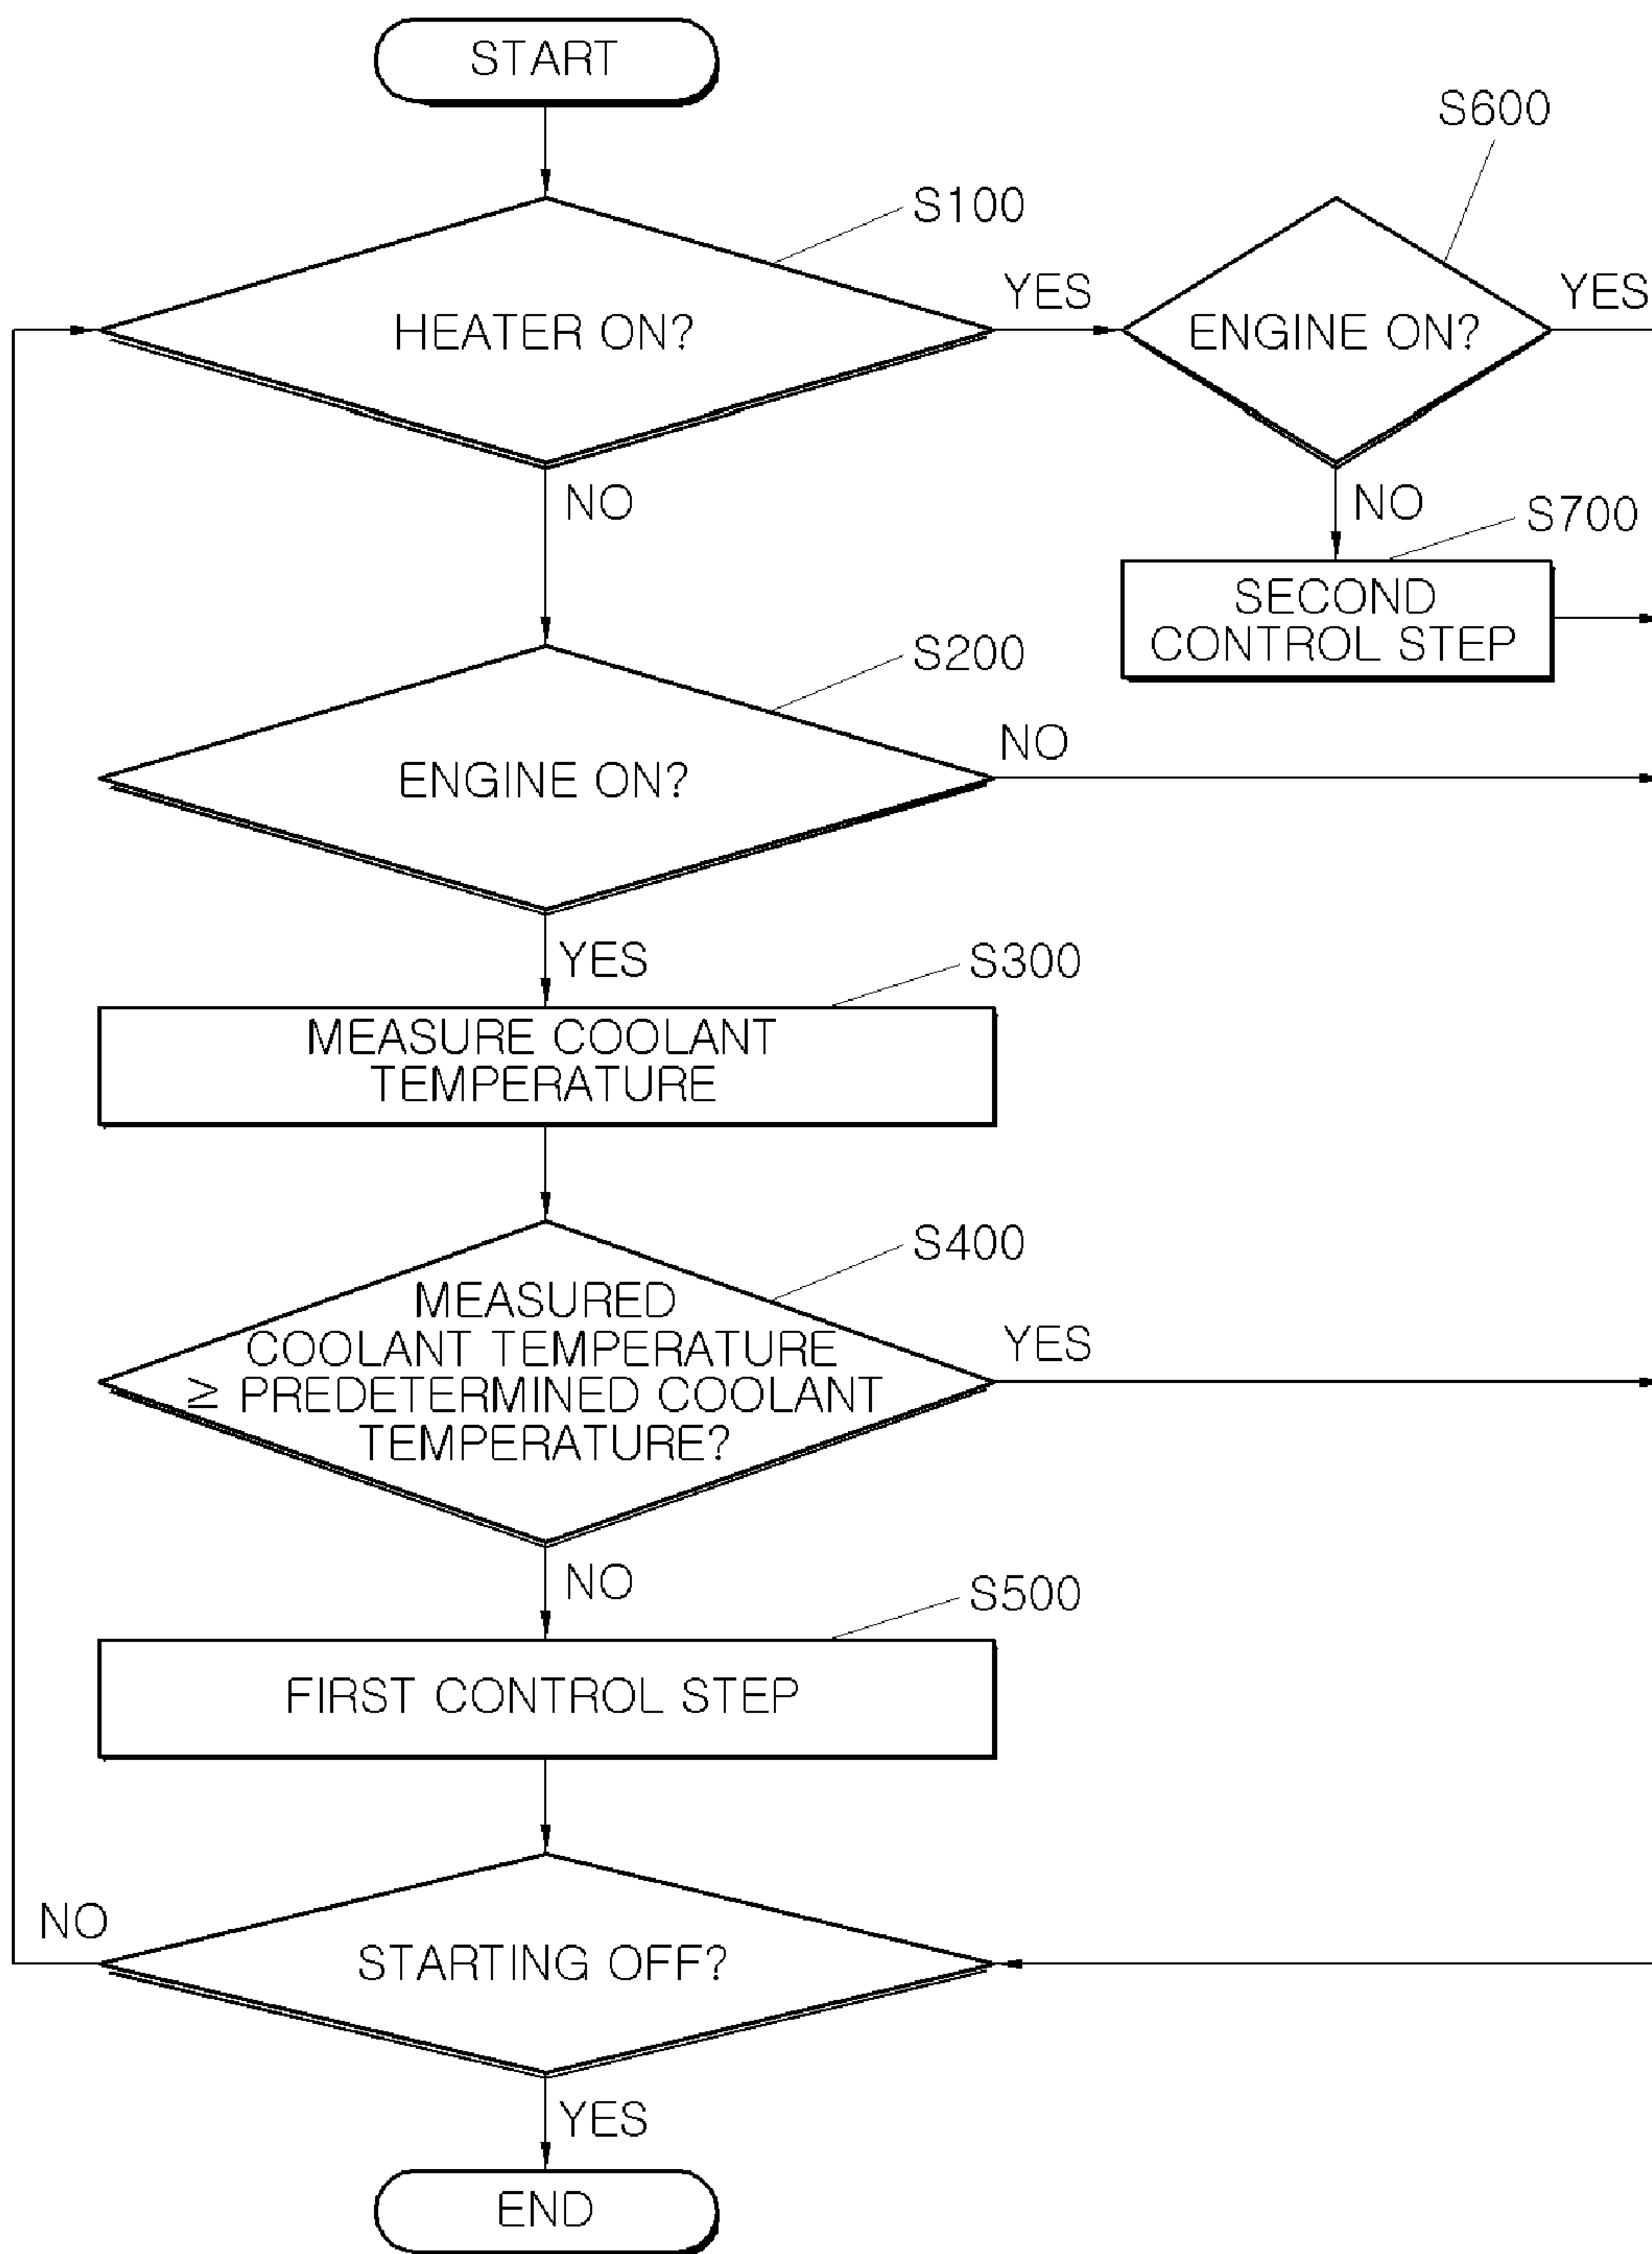 START
S600
S100
YES
YES
HEATER ON?
ENGINE ON?
NO
NO
S700
SECOND
CONTROL STEP
S200
NO
ENGINE ON?
YES
S300
MEASURE COOLANT
TEMPERATURE
S400
MEASURED
COOLANT TEMPERATURE
≥ PREDETERMINED COOLANT
TEMPERATURE?
YES
NO
S500
FIRST CONTROL STEP
NO
STARTING OFF?
YES
END